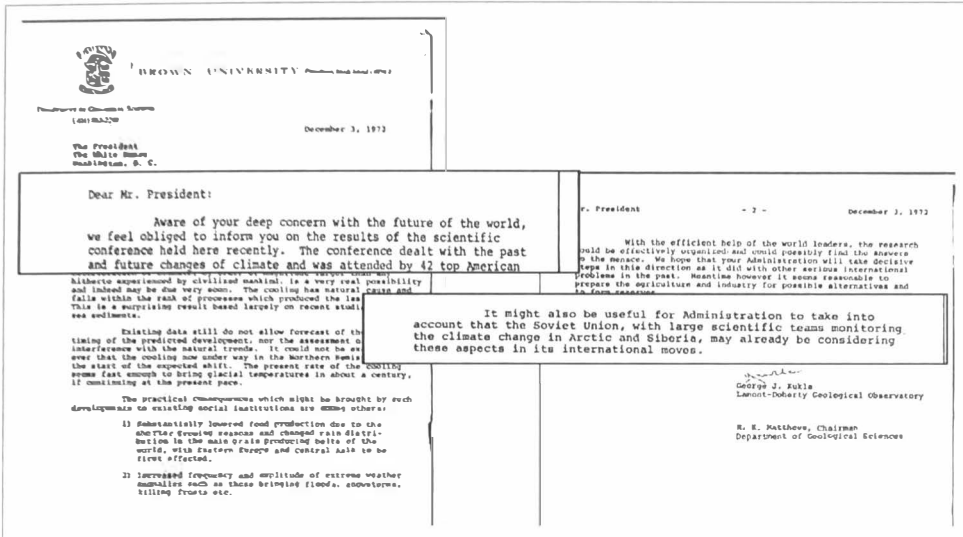 BROWN UNIVERSITY
December 3, 1972
The President
The White House
Washington, D. C.
Dear Mr. President:
Aware of your deep concern with the future of the world,
we feel obliged to inform you on the results of the scientific
conference held here recently. The conference dealt with the past
and future changes of climate and was attended by 42 top American
hitherto experienced by civilized mankind, is a very real possibility
and indeed may be due very soon. The cooling has natural cause and
falls within the rank of processes which produced the las
This is a surprising result based largely on recent studi
sea sediments.
Existing data still do not allow forecast of th
timing of the predicted development, nor the assessment o
interference with the natural trends. It could not be ex
ever that the cooling now under way in the Northern Hemis
the start of the expected shift. The present rate of the cooling
seems fast enough to bring glacial temperatures in about a century,
if continuing at the present pace.
The practical consequences which might be brought by such
developments to existing social institutions are among others:
1) Substantially lowered food production due to the
shorter growing seasons and changed rain distri-
bution in the main grain producing belts of the
world, with Eastern Europe and central Asia to be
first affected.
2) Increased frequency and amplitude of extreme weather
anomalies such as those bringing floods, snowstorms,
killing frosts etc.
r. President - 2 - December 3, 1972
With the efficient help of the world leaders, the research
ould be effectively organized and could possibly find the answers
o the menace. We hope that your Administration will take decisive
teps in this direction as it did with other serious international
roblems in the past. Meantime however it seems reasonable to
prepare the agriculture and industry for possible alternatives and
to form reserves.
It might also be useful for Administration to take into
account that the Soviet Union, with large scientific teams monitoring
the climate change in Arctic and Siberia, may already be considering
these aspects in its international moves.
George J. Kukla
Lamont-Doherty Geological Observatory
R. K. Matthews, Chairman
Department of Geological Sciences